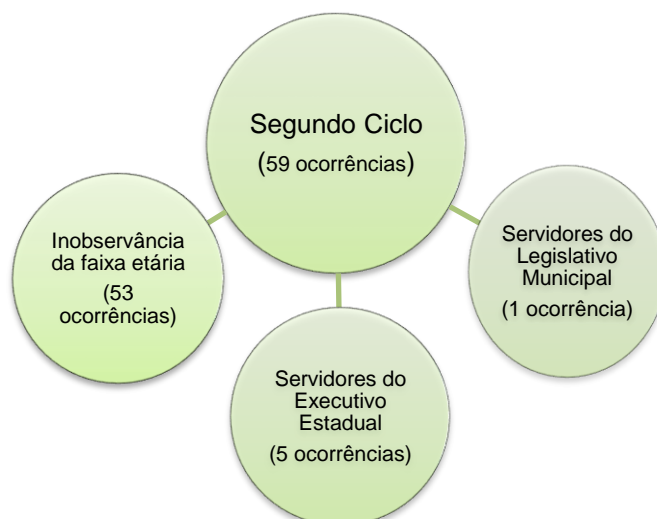 Segundo Ciclo
(59 ocorrências)
Inobservância
da faixa etária
(53
ocorrências)
Servidores do
Legislativo
Municipal
(1 ocorrência)
Servidores do
Executivo
Estadual
(5 ocorrências)